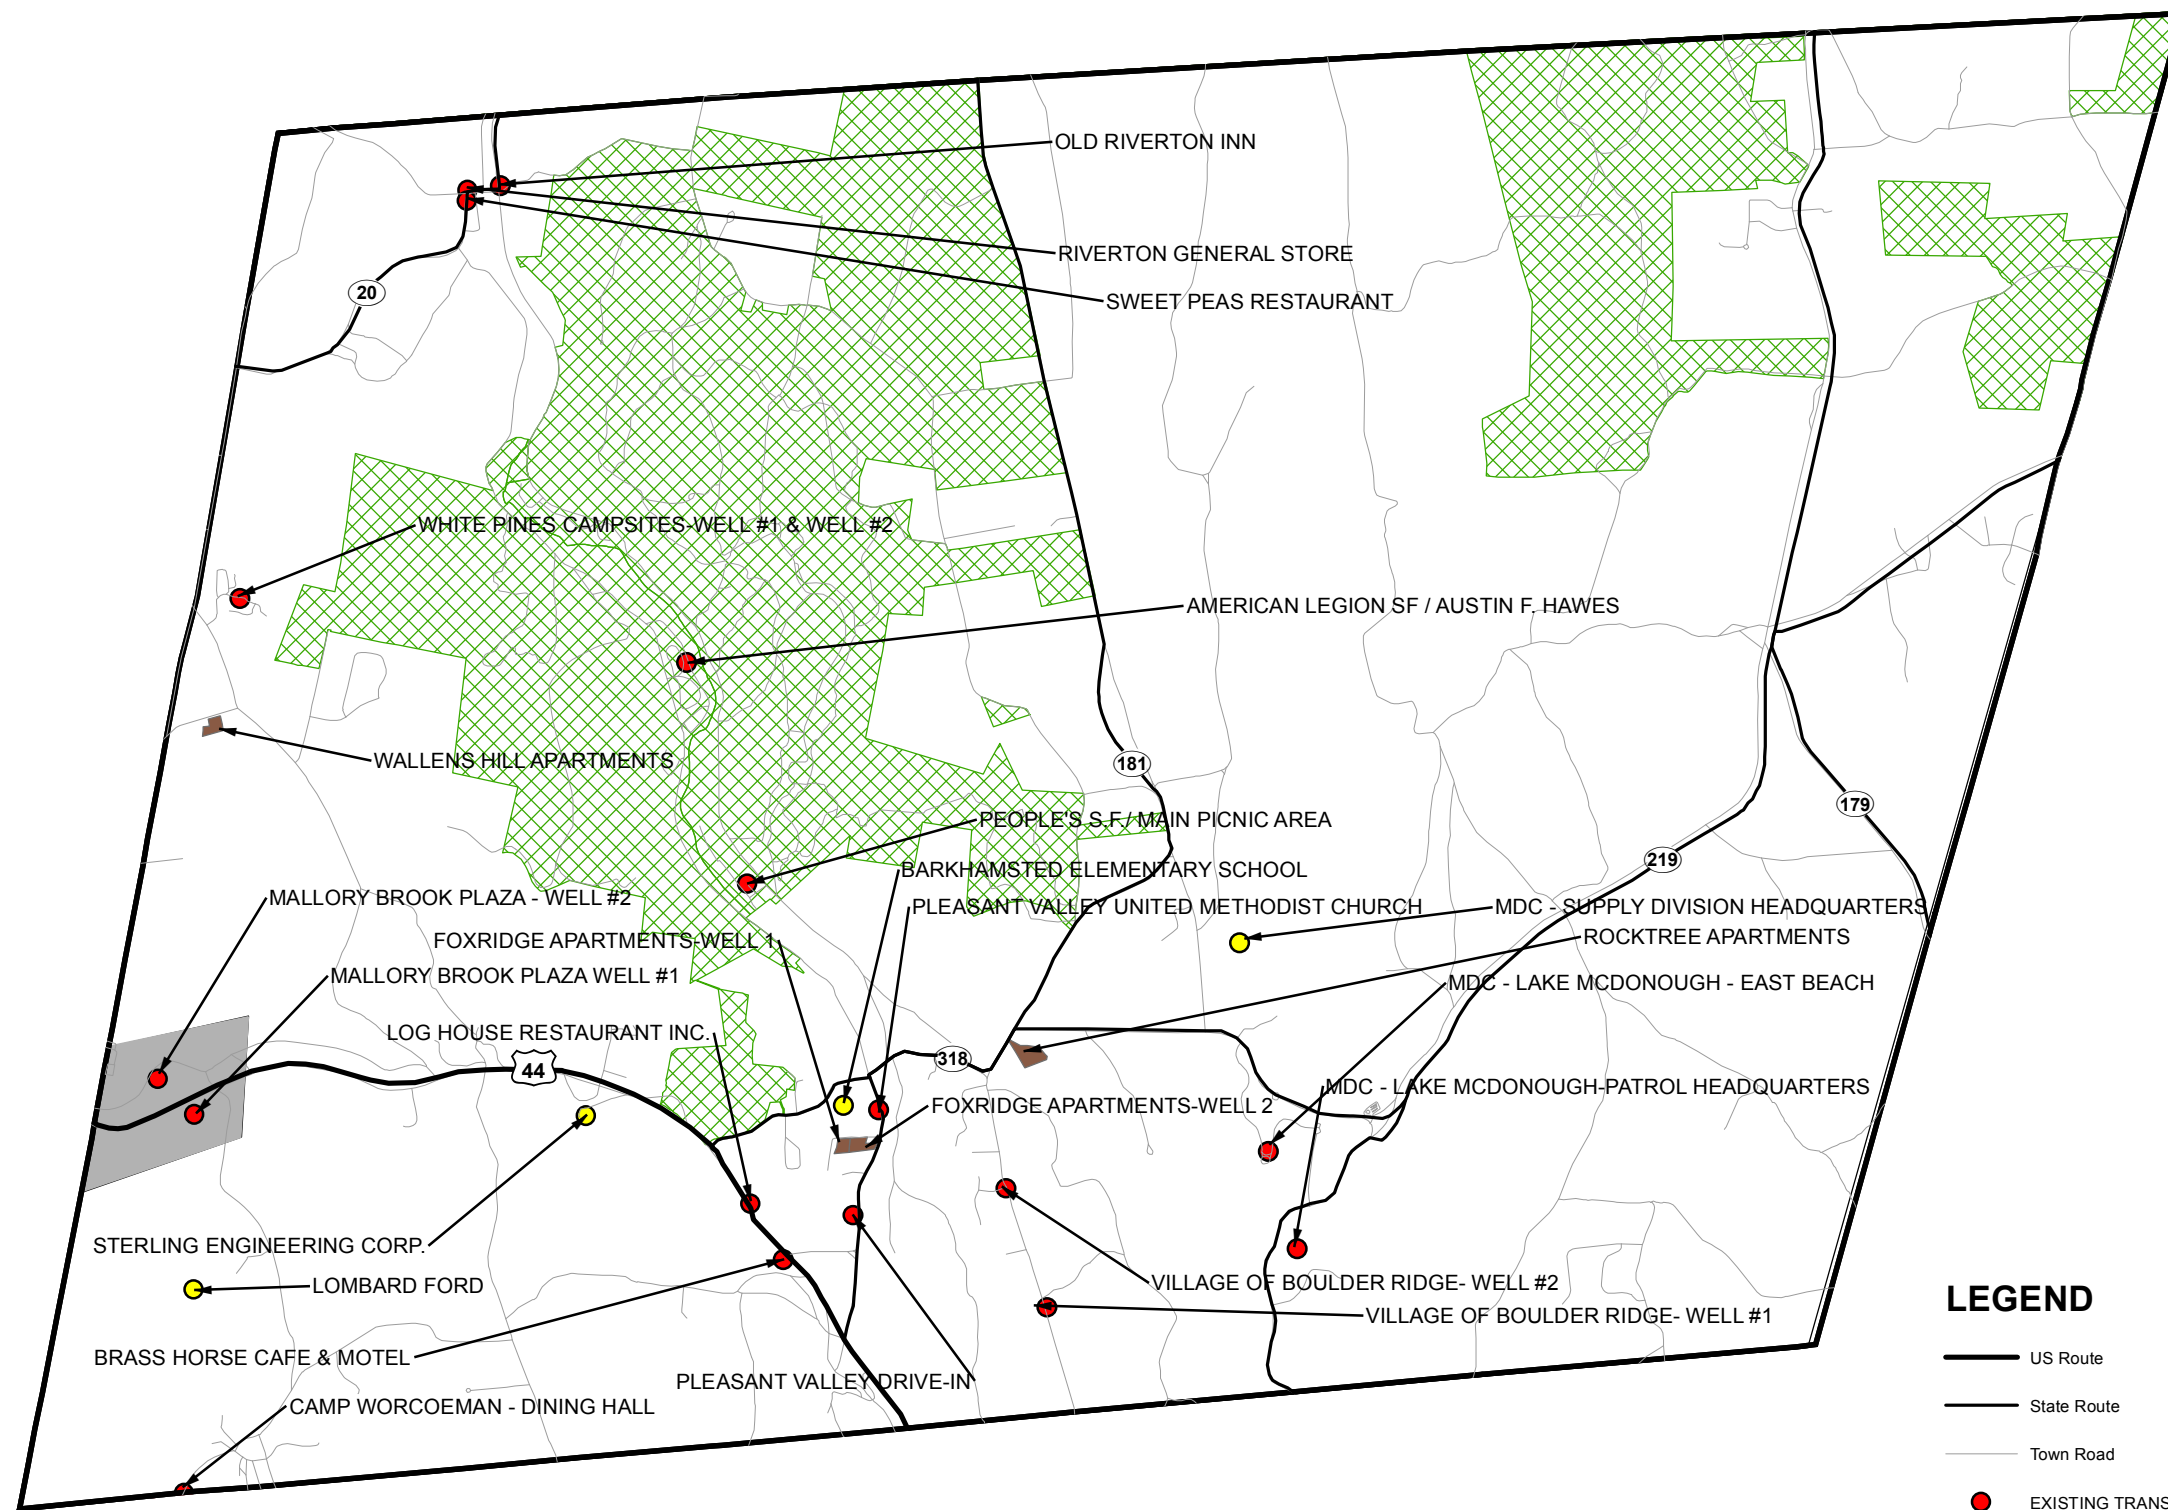 OLD RIVERTON INN
RIVERTON GENERAL STORE
20
SWEET PEAS RESTAURANT
WHITE PINES CAMPSITES-WELL #1 & WELL #2
AMERICAN LEGION SF / AUSTIN F. HAWES
WALLENS HILL APARTMENTS
181
179
PEOPLE'S S.F./ MAIN PICNIC AREA
219
BARKHAMSTED ELEMENTARY SCHOOL
MALLORY BROOK PLAZA - WELL #2
PLEASANT VALLEY UNITED METHODIST CHURCH
MDC - SUPPLY DIVISION HEADQUARTERS
FOXRIDGE APARTMENTS-WELL 1
ROCKTREE APARTMENTS
MALLORY BROOK PLAZA WELL #1
MDC - LAKE MCDONOUGH - EAST BEACH
LOG HOUSE RESTAURANT INC.
318
44
MDC - LAKE MCDONOUGH-PATROL HEADQUARTERS
FOXRIDGE APARTMENTS-WELL 2
STERLING ENGINEERING CORP.
LOMBARD FORD
VILLAGE OF BOULDER RIDGE- WELL #2
VILLAGE OF BOULDER RIDGE- WELL #1
BRASS HORSE CAFE & MOTEL
PLEASANT VALLEY DRIVE-IN
CAMP WORCOEMAN - DINING HALL
LEGEND
US Route
State Route
Town Road
EXISTING TRANS